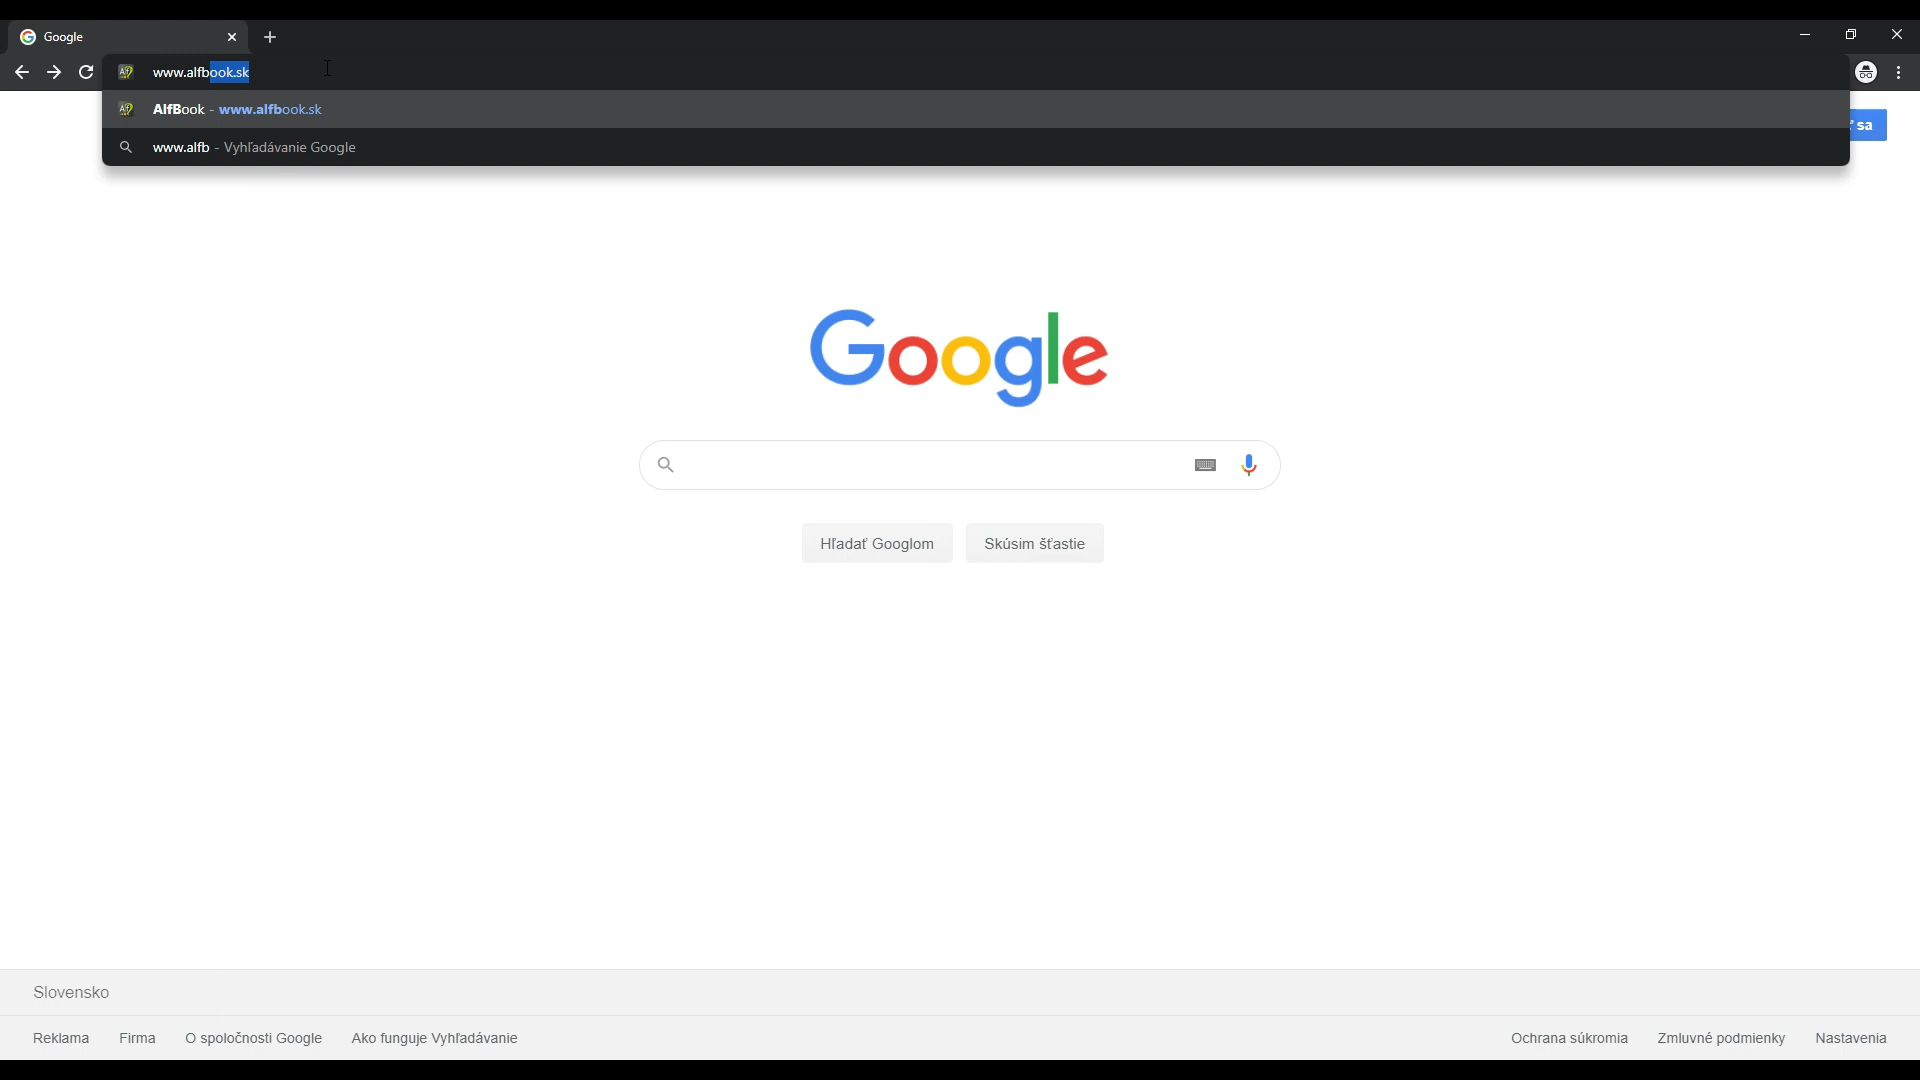 Google
www.alfbook.sk
AlfBook - www.alfbook.sk
www.alfb - Vyhľadávanie Google
sa
Google
Hľadať Googlom
Skúsim šťastie
Slovensko
Reklama
Firma
O spoločnosti Google
Ako funguje Vyhľadávanie
Ochrana súkromia
Zmluvné podmienky
Nastavenia